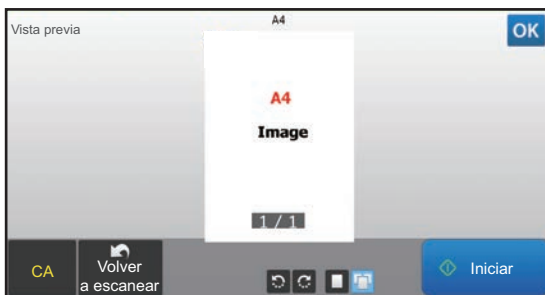 A4
Vista previa
OK
A4
Image
1 / 1
CA
Volver
a escanear
Iniciar